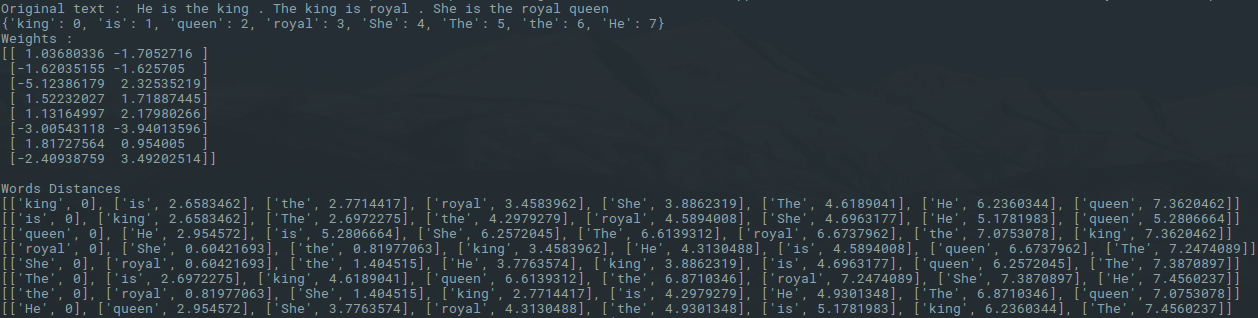 Original text :  He is the king . The king is royal . She is the royal queen
{'king': 0, 'is': 1, 'queen': 2, 'royal': 3, 'She': 4, 'The': 5, 'the': 6, 'He': 7}
Weights :
[[ 1.03680336 -1.7052716 ]
 [-1.62035155 -1.625705  ]
 [-5.12386179  2.32535219]
 [ 1.52232027  1.71887445]
 [ 1.13164997  2.17980266]
 [-3.00543118 -3.94013596]
 [ 1.81727564  0.954005  ]
 [-2.40938759  3.49202514]]

Words Distances
[['king', 0], ['is', 2.6583462], ['the', 2.7714417], ['royal', 3.4583962], ['She', 3.8862319], ['The', 4.6189041], ['He', 6.2360344], ['queen', 7.3620462]]
[['is', 0], ['king', 2.6583462], ['The', 2.6972275], ['the', 4.2979279], ['royal', 4.5894008], ['She', 4.6963177], ['He', 5.1781983], ['queen', 5.2806664]]
[['queen', 0], ['He', 2.954572], ['is', 5.2806664], ['She', 6.2572045], ['The', 6.6139312], ['royal', 6.6737962], ['the', 7.0753078], ['king', 7.3620462]]
[['royal', 0], ['She', 0.60421693], ['the', 0.81977063], ['king', 3.4583962], ['He', 4.3130488], ['is', 4.5894008], ['queen', 6.6737962], ['The', 7.2474089]]
[['She', 0], ['royal', 0.60421693], ['the', 1.404515], ['He', 3.7763574], ['king', 3.8862319], ['is', 4.6963177], ['queen', 6.2572045], ['The', 7.3870897]]
[['The', 0], ['is', 2.6972275], ['king', 4.6189041], ['queen', 6.6139312], ['the', 6.8710346], ['royal', 7.2474089], ['She', 7.3870897], ['He', 7.4560237]]
[['the', 0], ['royal', 0.81977063], ['She', 1.404515], ['king', 2.7714417], ['is', 4.2979279], ['He', 4.9301348], ['The', 6.8710346], ['queen', 7.0753078]]
[['He', 0], ['queen', 2.954572], ['She', 3.7763574], ['royal', 4.3130488], ['the', 4.9301348], ['is', 5.1781983], ['king', 6.2360344], ['The', 7.4560237]]